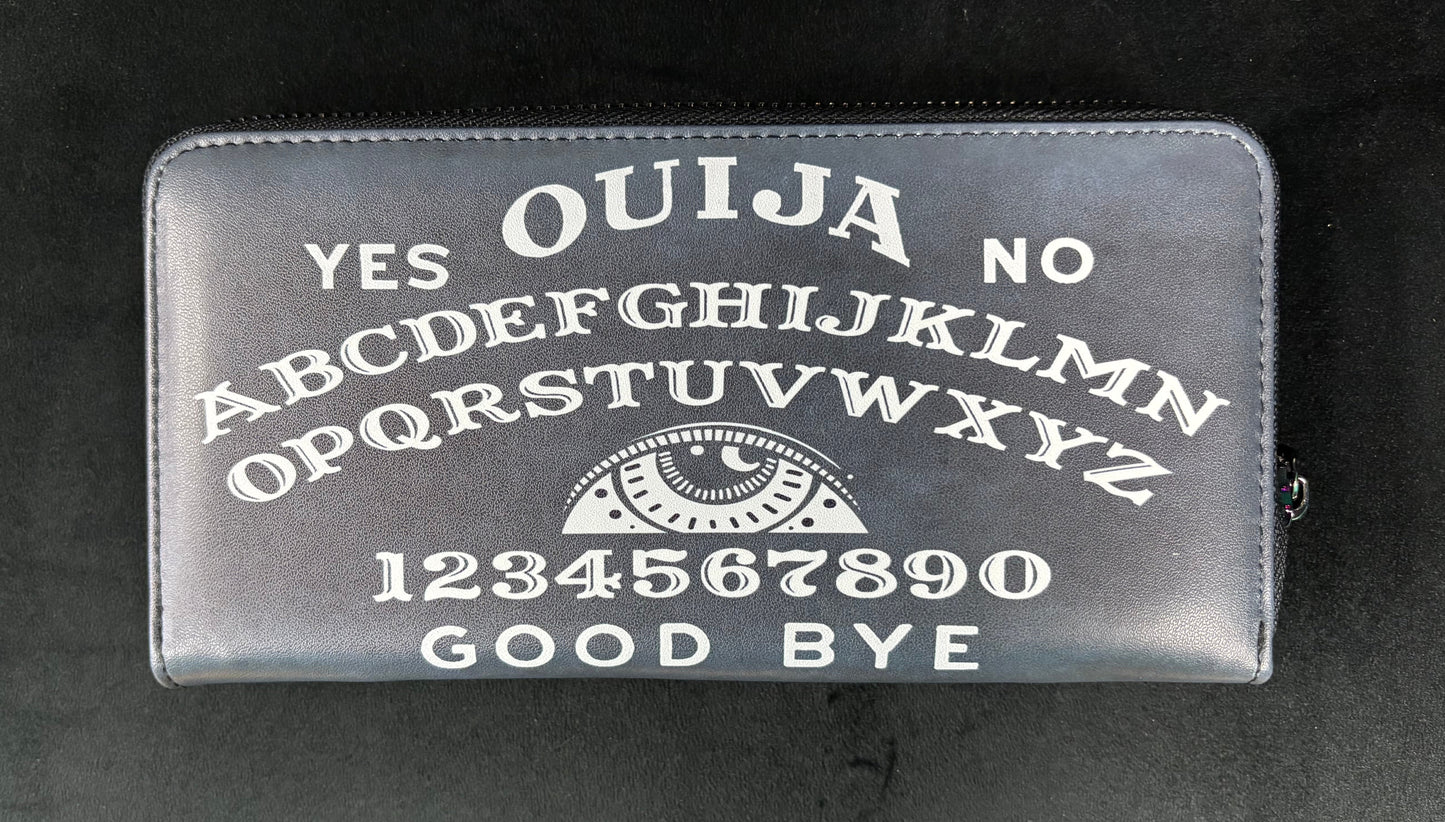 OUIJA
YES NO
ABCDEFGHIJKLMN
OPQRSTUVWXYZ
1234567890
GOOD BYE